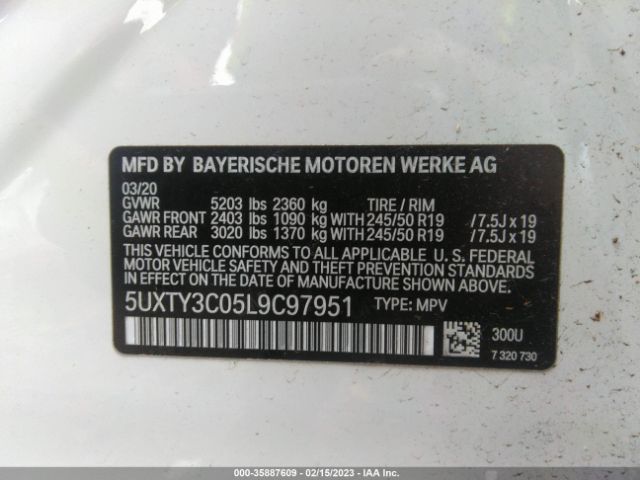 MFD BY BAYERISCHE MOTOREN WERKE AG
03/20
GVWR 5203 lbs 2360 kg TIRE / RIM
GAWR FRONT 2403 lbs 1090 kg WITH 245/50 R19 / 7.5J x 19
GAWR REAR 3020 lbs 1370 kg WITH 245/50 R19 / 7.5J x 19
THIS VEHICLE CONFORMS TO ALL APPLICABLE U. S. FEDERAL
MOTOR VEHICLE SAFETY AND THEFT PREVENTION STANDARDS
IN EFFECT ON THE DATE OF MANUFACTURE SHOWN ABOVE.
5UXTY3C05L9C97951 TYPE: MPV
300U
7 320 730
000-35887609 - 02/15/2023 - IAAI.com